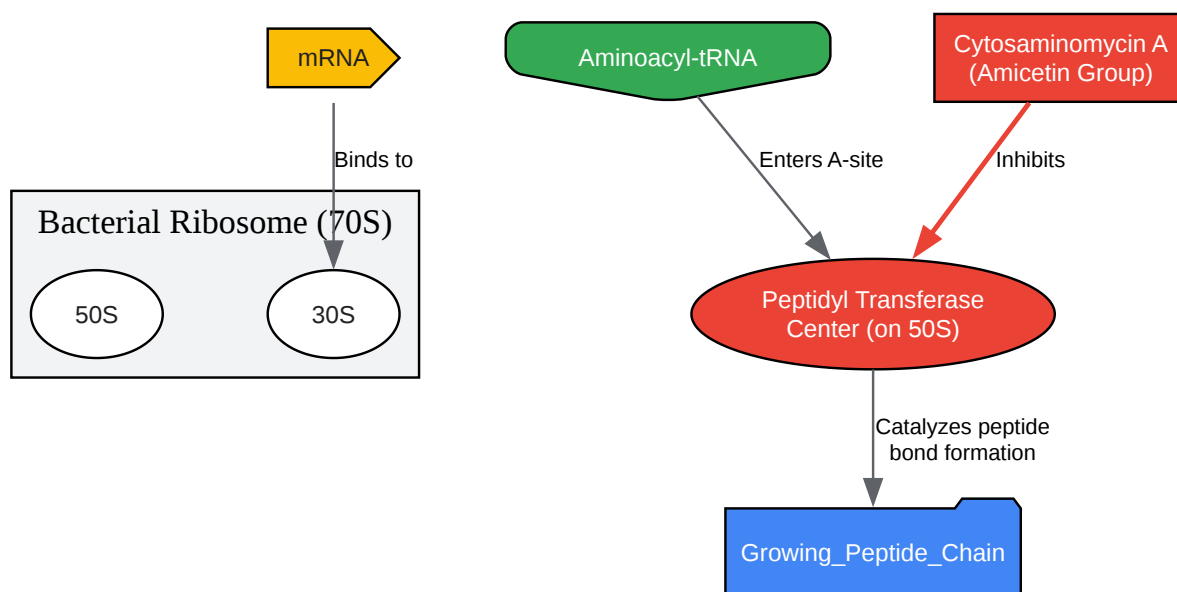 mRNA
Aminoacyl-tRNA
Cytosaminomycin A
(Amicetin Group)
Binds to
Enters A-site
Inhibits
Bacterial Ribosome (70S)
50S
30S
Peptidyl Transferase
Center (on 50S)
Catalyzes peptide
bond formation
Growing_Peptide_Chain